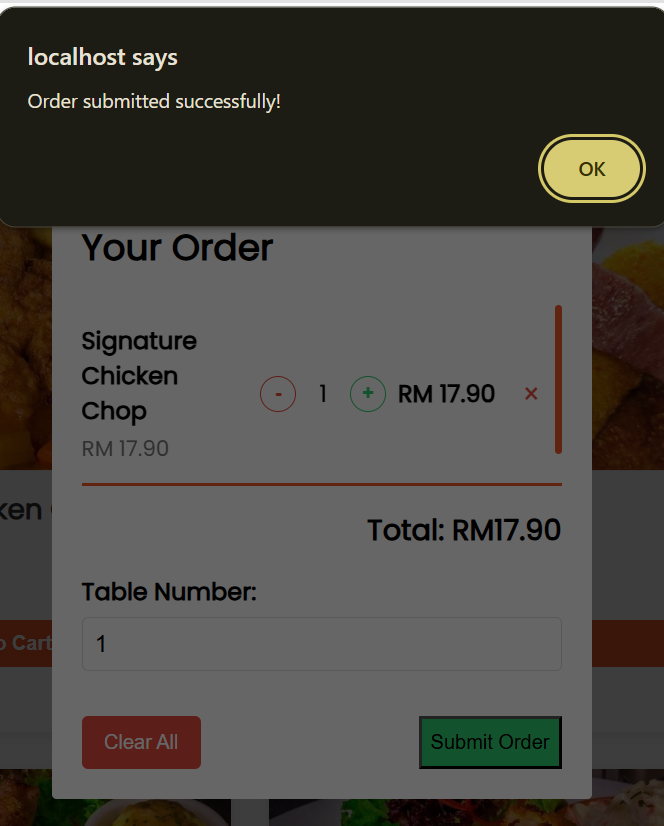 localhost says
Order submitted successfully!
OK
Your Order
Signature
Chicken
Chop
RM 17.90
-
1
+
RM 17.90
×
Total: RM17.90
Table Number:
1
Cart
Clear All
Submit Order